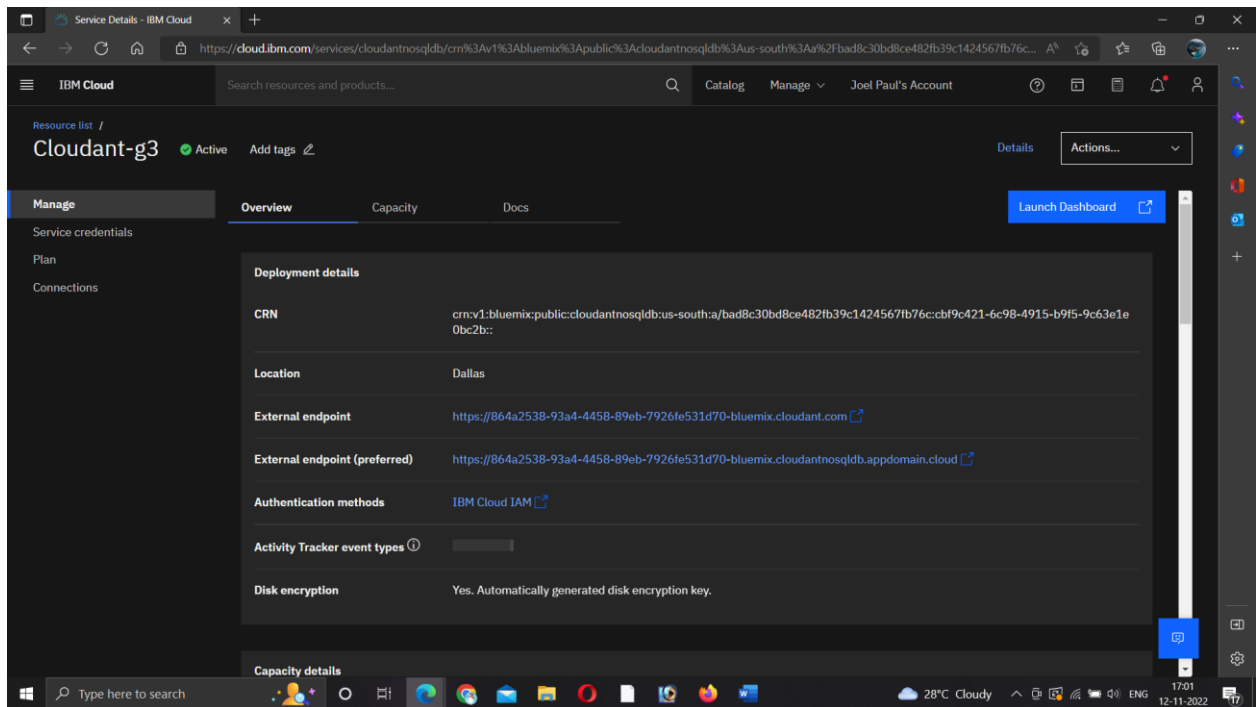 Service Details - IBM Cloud
https://cloud.ibm.com/services/cloudantnosqldb/crn%3Av1%3Abluemix%3Apublic%3Acloudantnosqldb%3Aus-south%3Aa%2Fbad8c30bd8ce482fb39c1424567fb76c...
IBM Cloud
Search resources and products...
Catalog
Manage
Joel Paul's Account
Resource list /
Cloudant-g3
Active
Add tags
Details
Actions...
Manage
Service credentials
Plan
Connections
Overview
Capacity
Docs
Launch Dashboard
Deployment details
CRN
crn:v1:bluemix:public:cloudantnosqldb:us-south:a/bad8c30bd8ce482fb39c1424567fb76c:cbf9c421-6c98-4915-b9f5-9c63e1e
0bc2b::
Location
Dallas
External endpoint
https://864a2538-93a4-4458-89eb-7926fe531d70-bluemix.cloudant.com
External endpoint (preferred)
https://864a2538-93a4-4458-89eb-7926fe531d70-bluemix.cloudantnosqldb.appdomain.cloud
Authentication methods
IBM Cloud IAM
Activity Tracker event types
Disk encryption
Yes. Automatically generated disk encryption key.
Capacity details
Type here to search
28°C Cloudy
ENG
17:01
12-11-2022
17